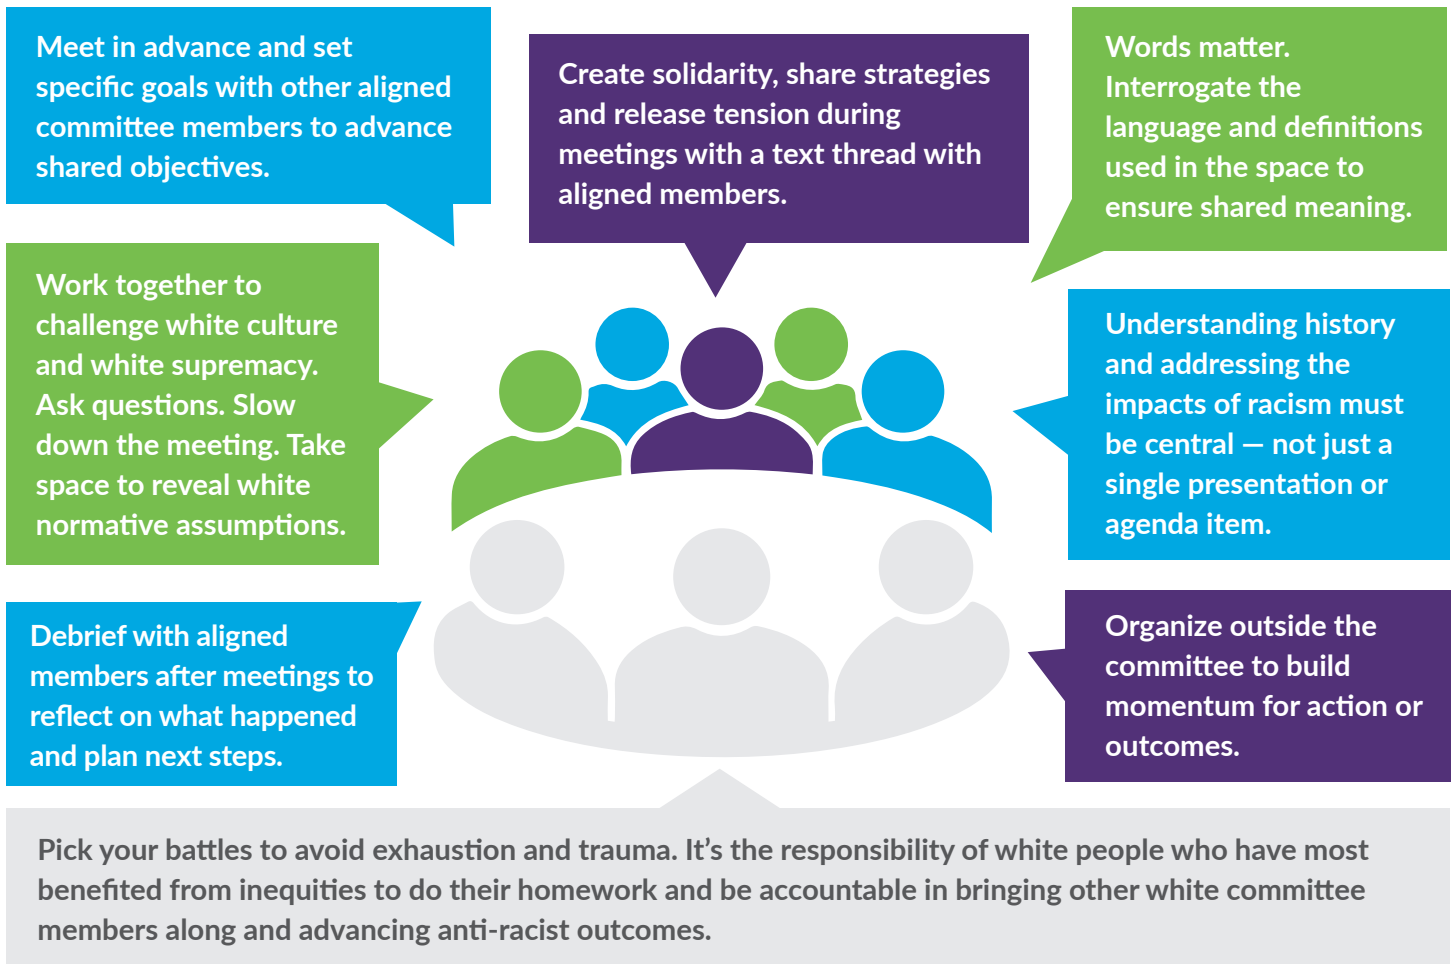 Meet in advance and set
specific goals with other aligned
committee members to advance
shared objectives.
Create solidarity, share strategies
and release tension during
meetings with a text thread with
aligned members.
Words matter.
Interrogate the
language and definitions
used in the space to
ensure shared meaning.
Work together to
challenge white culture
and white supremacy.
Ask questions. Slow
down the meeting. Take
space to reveal white
normative assumptions.
Understanding history
and addressing the
impacts of racism must
be central — not just a
single presentation or
agenda item.
Debrief with aligned
members after meetings to
reflect on what happened
and plan next steps.
Organize outside the
committee to build
momentum for action or
outcomes.
Pick your battles to avoid exhaustion and trauma. It’s the responsibility of white people who have most
benefited from inequities to do their homework and be accountable in bringing other white committee
members along and advancing anti-racist outcomes.